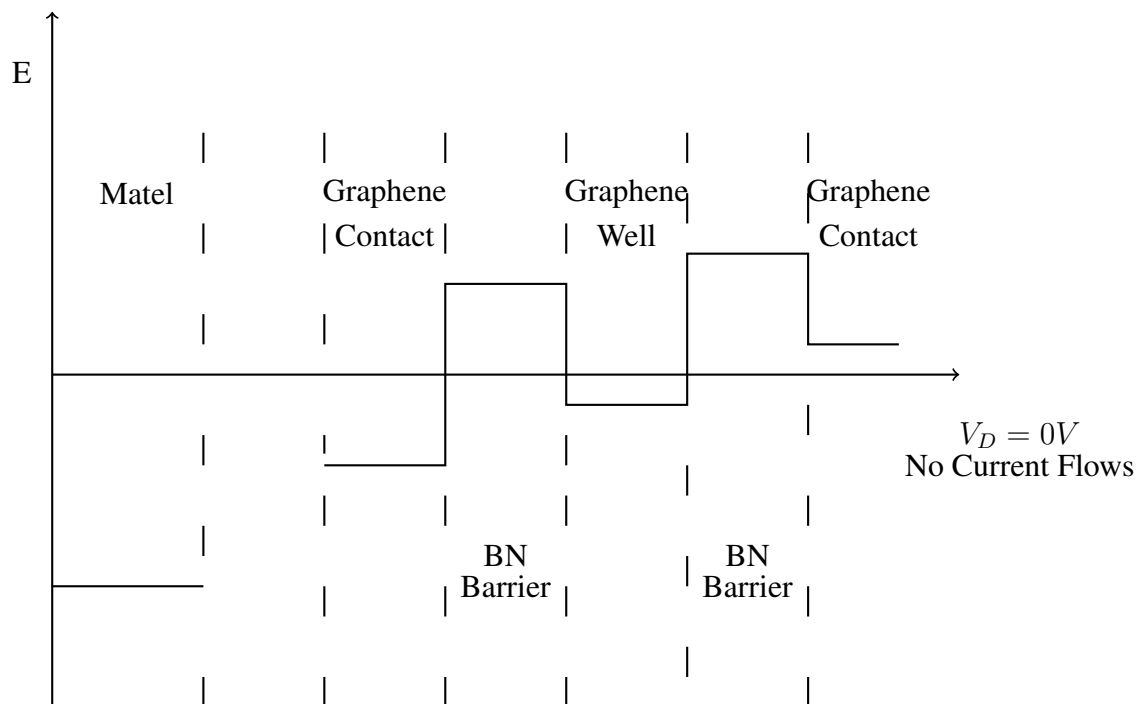 E
Matel
Graphene
Contact
Graphene
Well
Graphene
Contact
V_D = 0V
No Current Flows
BN
Barrier
BN
Barrier